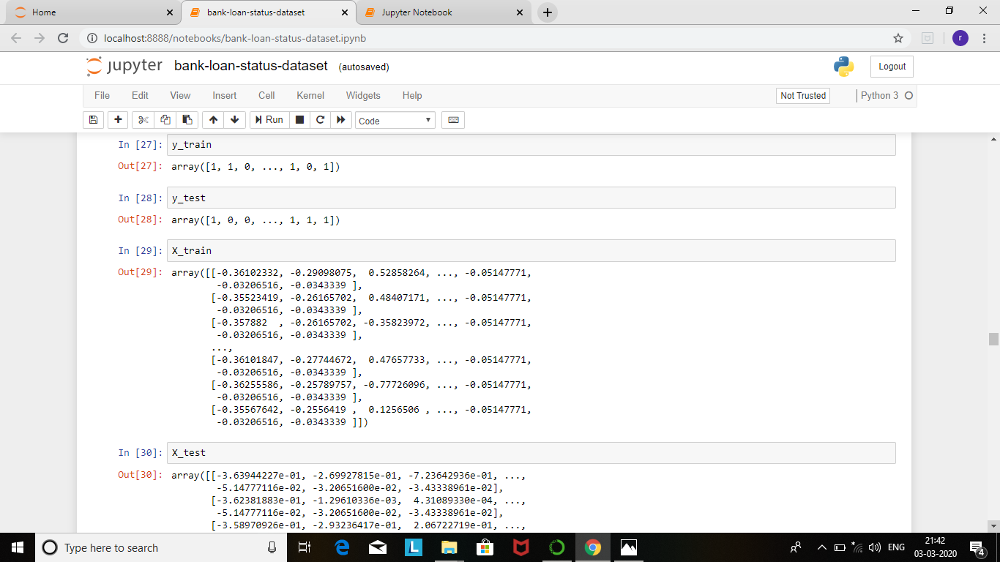 Home
bank-loan-status-dataset
Jupyter Notebook
localhost:8888/notebooks/bank-loan-status-dataset.ipynb
r
jupyter bank-loan-status-dataset (autosaved)
Logout
File Edit View Insert Cell Kernel Widgets Help
Not Trusted
Python 3
Run
Code
In [27]: y_train
Out[27]: array([1, 1, 0, ..., 1, 0, 1])
In [28]: y_test
Out[28]: array([1, 0, 0, ..., 1, 1, 1])
In [29]: X_train
Out[29]: array([[-0.36102332, -0.29098075,  0.52858264, ..., -0.05147771,
-0.03206516, -0.0343339 ],
[-0.35523419, -0.26165702,  0.48407171, ..., -0.05147771,
-0.03206516, -0.0343339 ],
[-0.357882  , -0.26165702, -0.35823972, ..., -0.05147771,
-0.03206516, -0.0343339 ],
...,
[-0.36101847, -0.27744672,  0.47657733, ..., -0.05147771,
-0.03206516, -0.0343339 ],
[-0.36255586, -0.25789757, -0.77726096, ..., -0.05147771,
-0.03206516, -0.0343339 ],
[-0.35567642, -0.2556419 ,  0.1256506 , ..., -0.05147771,
-0.03206516, -0.0343339 ]])
In [30]: X_test
Out[30]: array([[-3.63944227e-01, -2.69927815e-01, -7.23642936e-01, ...,
-5.14777116e-02, -3.20651600e-02, -3.43338961e-02],
[-3.62381883e-01, -1.29610336e-03,  4.31089330e-04, ...,
-5.14777116e-02, -3.20651600e-02, -3.43338961e-02],
[-3.58970926e-01, -2.93236417e-01,  2.06722719e-01, ...,
Type here to search
L
ENG
21:42
03-03-2020
4